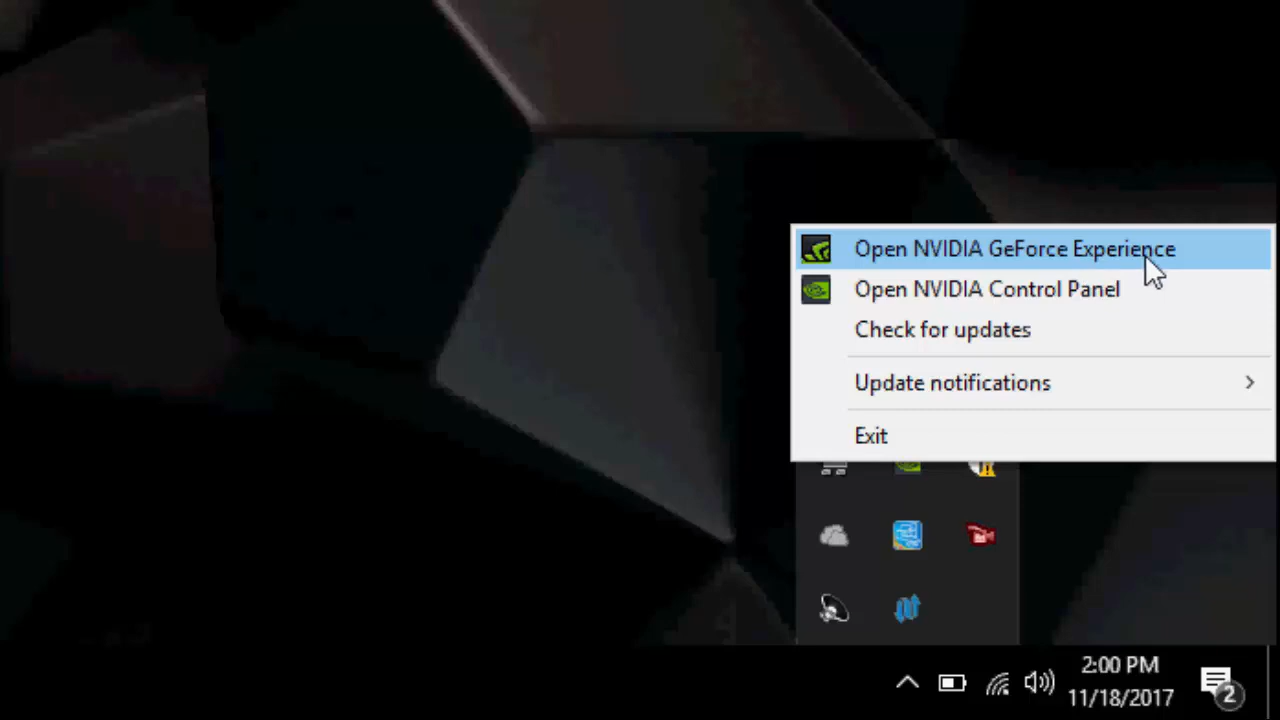 Open NVIDIA GeForce Experience
Open NVIDIA Control Panel
Check for updates
Update notifications
Exit
2:00 PM
11/18/2017
2